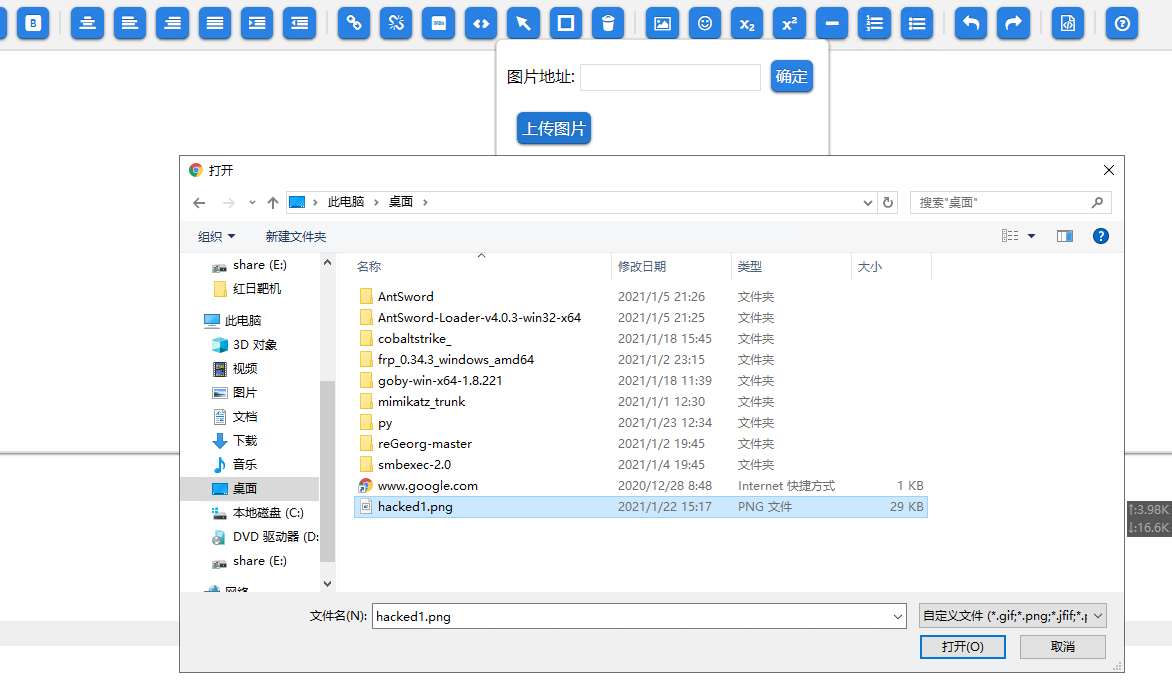 B x₂ x²
图片地址: 确定
上传图片
打开
此电脑 桌面 搜索"桌面"
组织 新建文件夹
名称 修改日期 类型 大小
share (E:)
红日靶机
此电脑
3D 对象
视频
图片
文档
下载
音乐
桌面
本地磁盘 (C:)
DVD 驱动器 (D:
share (E:)
网络
AntSword 2021/1/5 21:26 文件夹
AntSword-Loader-v4.0.3-win32-x64 2021/1/5 21:25 文件夹
cobaltstrike_ 2021/1/18 15:45 文件夹
frp_0.34.3_windows_amd64 2021/1/2 23:15 文件夹
goby-win-x64-1.8.221 2021/1/18 11:39 文件夹
mimikatz_trunk 2021/1/1 12:30 文件夹
py 2021/1/23 12:34 文件夹
reGeorg-master 2021/1/2 19:45 文件夹
smbexec-2.0 2021/1/4 19:45 文件夹
www.google.com 2020/12/28 8:48 Internet 快捷方式 1 KB
hacked1.png 2021/1/22 15:17 PNG 文件 29 KB
↑:3.98K
↓:16.6K
文件名(N): hacked1.png 自定义文件 (*.gif;*.png;*.jfif;*.
打开(O) 取消